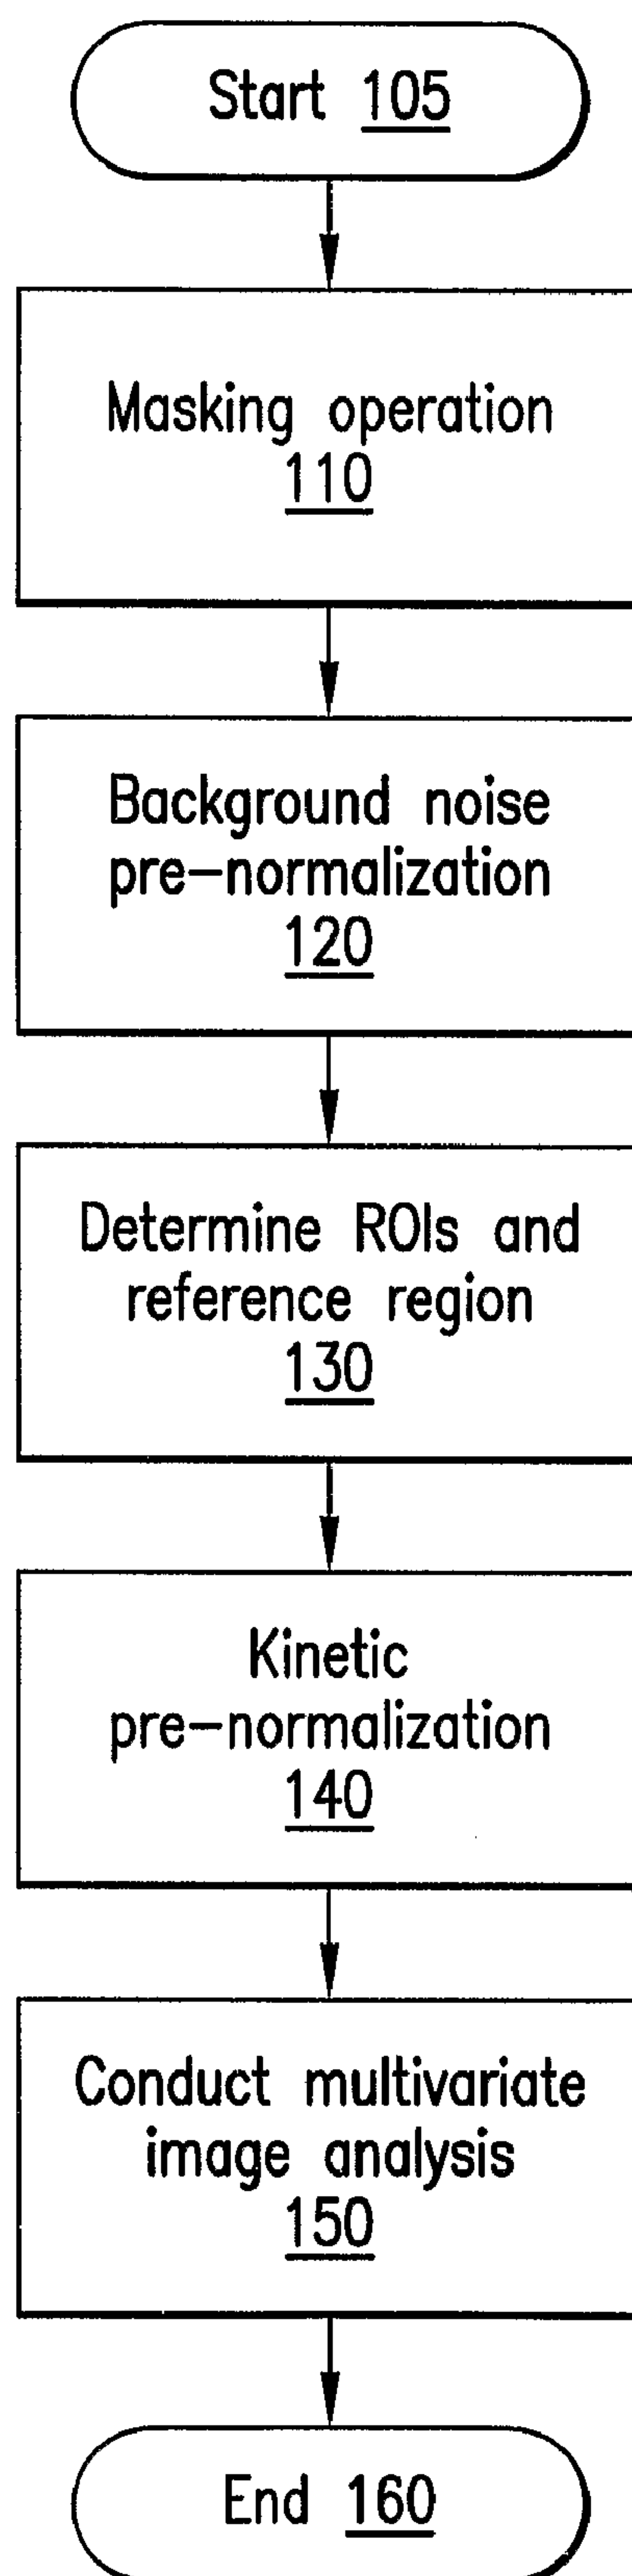 Start 105
Masking operation
110
Background noise
pre-normalization
120
Determine ROIs and
reference region
130
Kinetic
pre-normalization
140
Conduct multivariate
image analysis
150
End 160